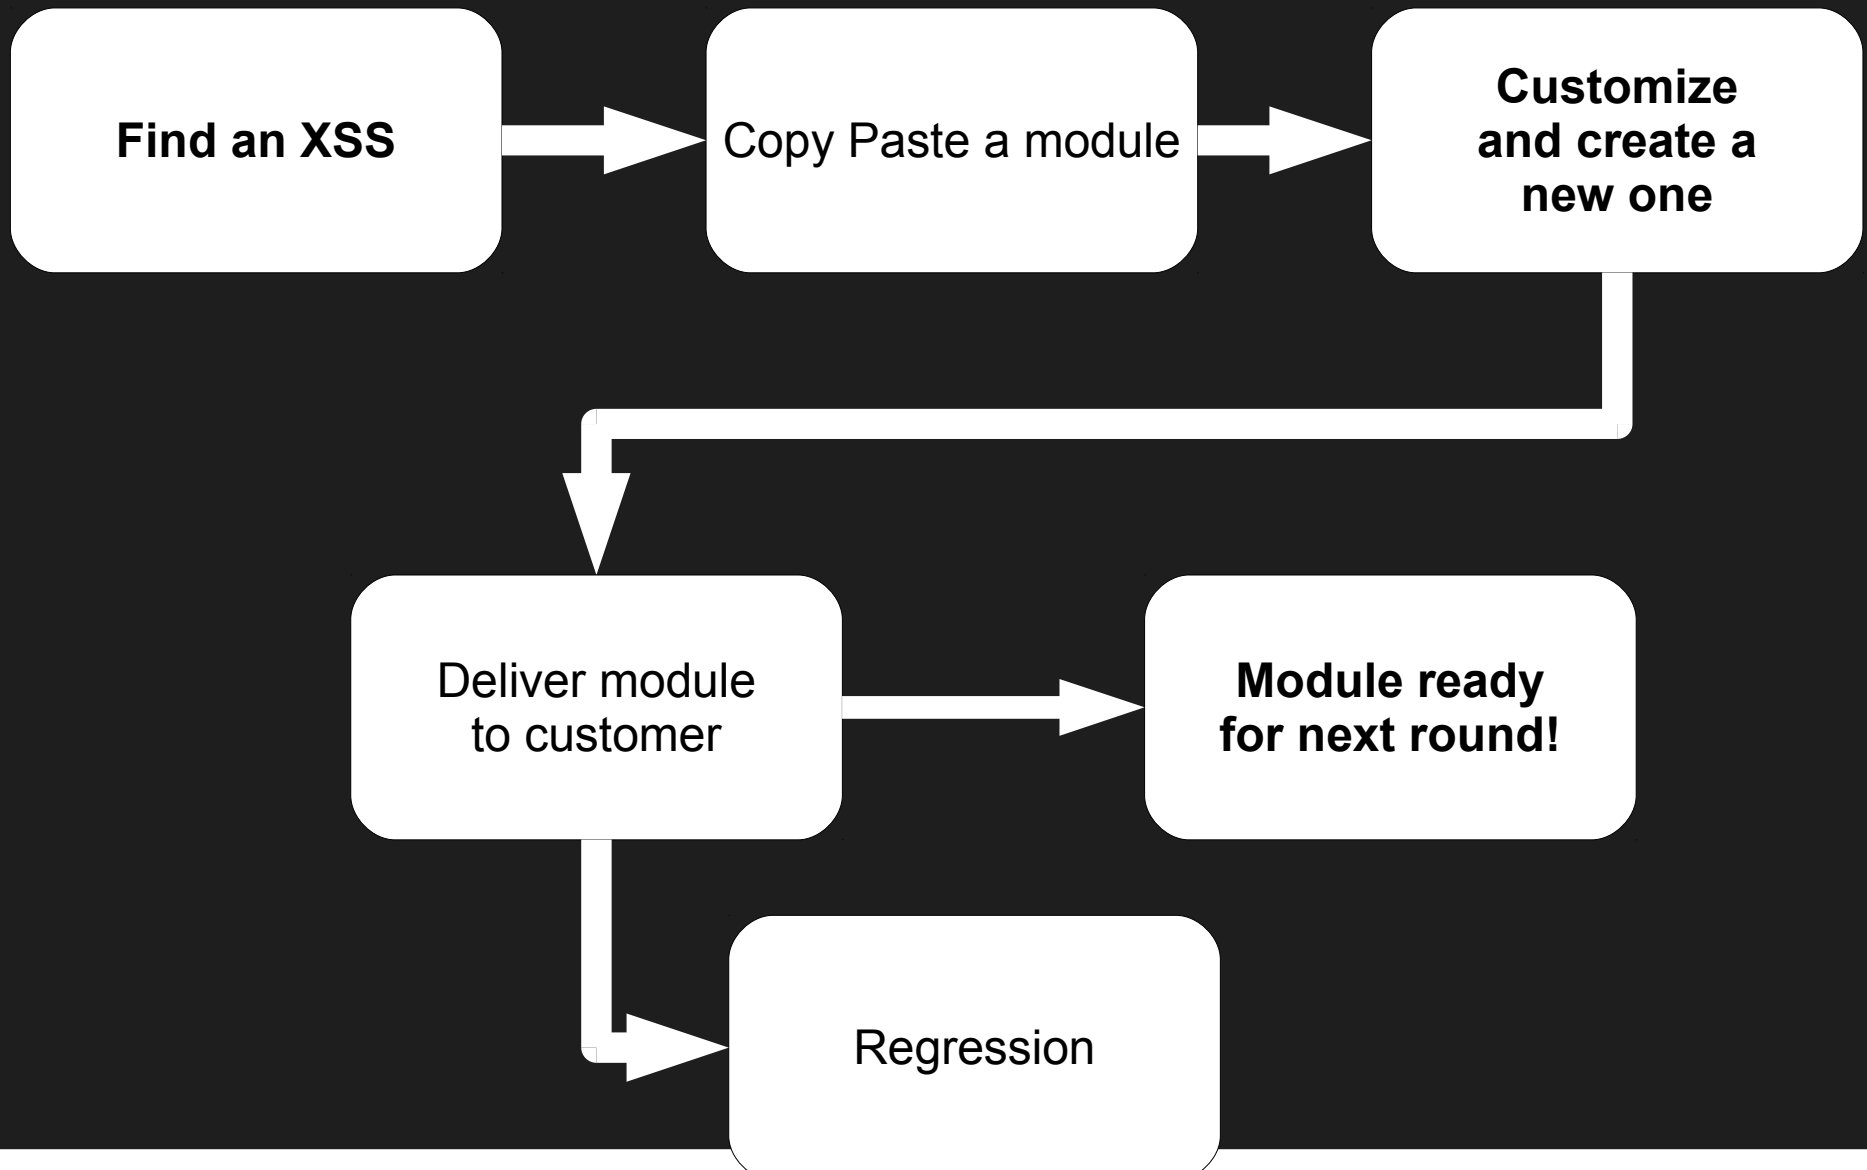 Find an XSS
Copy Paste a module
Customize
and create a
new one
Deliver module
to customer
Module ready
for next round!
Regression